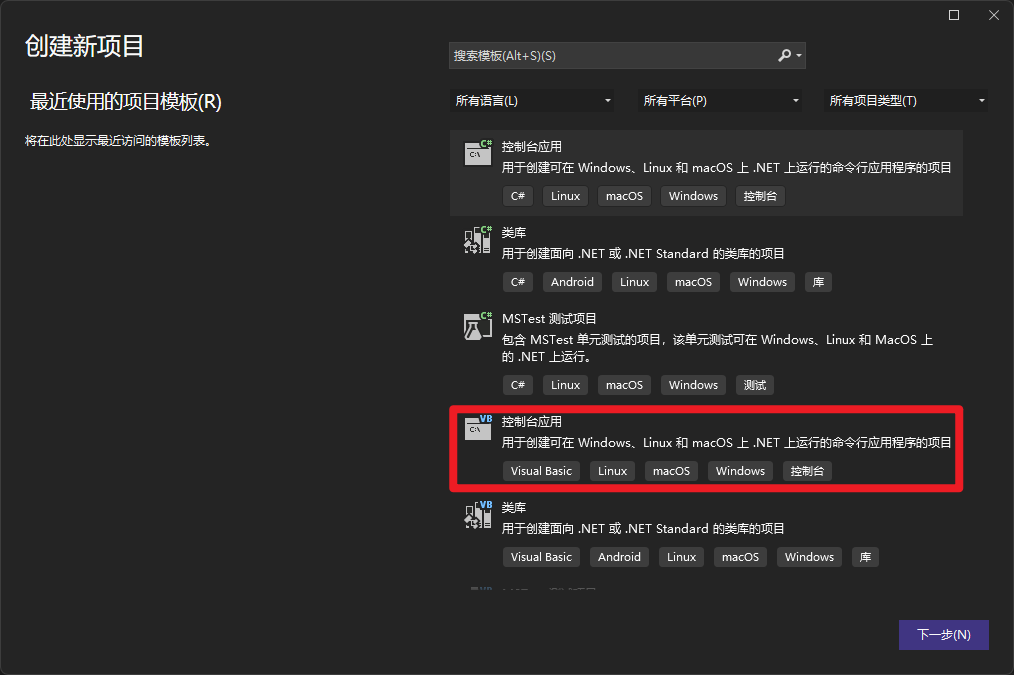 创建新项目
最近使用的项目模板(R)
将在此处显示最近访问的模板列表。
搜索模板(Alt+S)(S)
所有语言(L) 所有平台(P) 所有项目类型(T)
C#
C:\
控制台应用
用于创建可在 Windows、Linux 和 macOS 上 .NET 上运行的命令行应用程序的项目
C# Linux macOS Windows 控制台
C#
类库
用于创建面向 .NET 或 .NET Standard 的类库的项目
C# Android Linux macOS Windows 库
C#
MSTest 测试项目
包含 MSTest 单元测试的项目，该单元测试可在 Windows、Linux 和 MacOS 上
的 .NET 上运行。
C# Linux macOS Windows 测试
VB
C:\
控制台应用
用于创建可在 Windows、Linux 和 macOS 上 .NET 上运行的命令行应用程序的项目
Visual Basic Linux macOS Windows 控制台
VB
类库
用于创建面向 .NET 或 .NET Standard 的类库的项目
Visual Basic Android Linux macOS Windows 库
下一步(N)